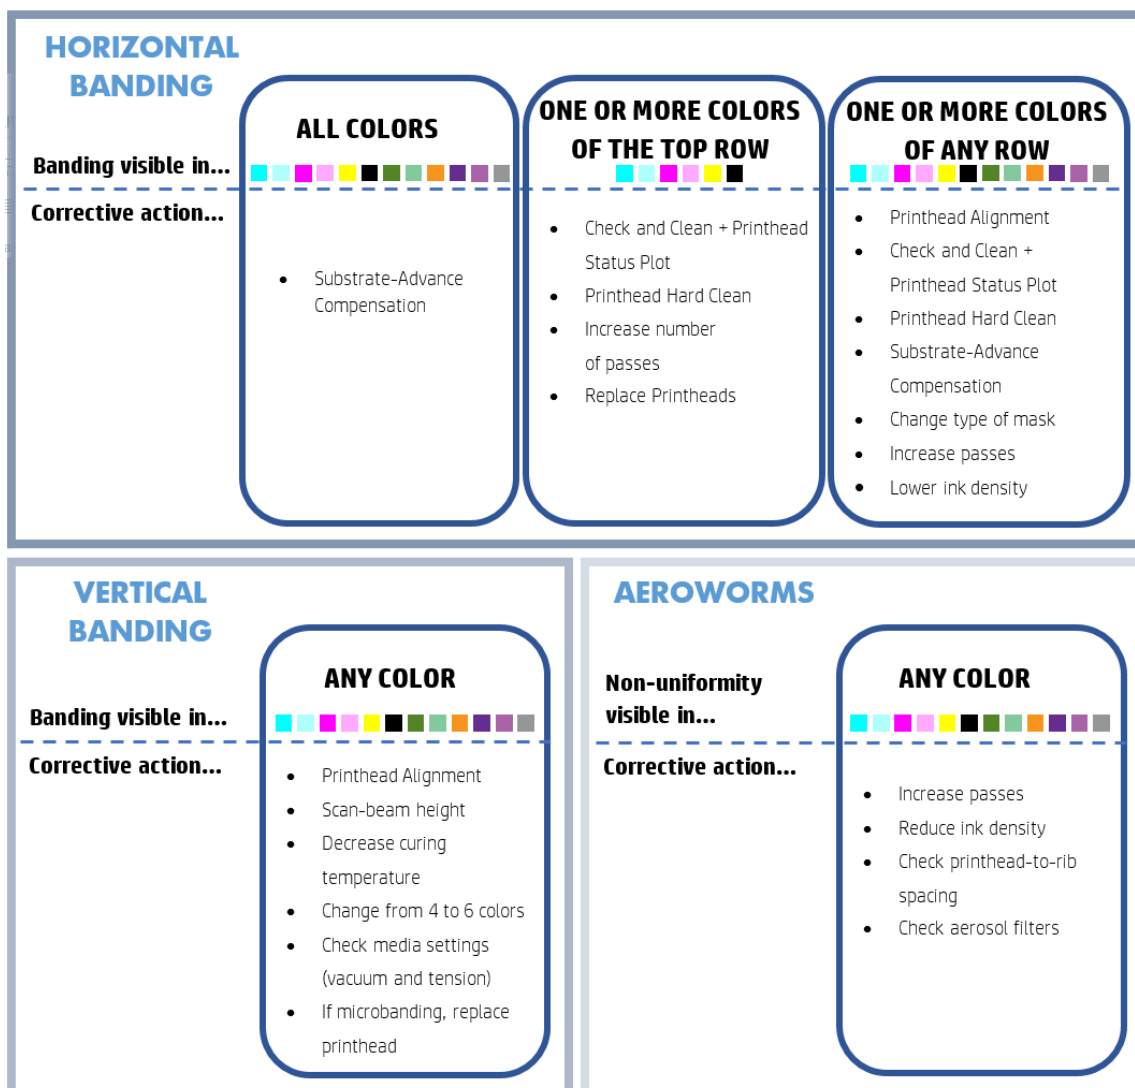 HORIZONTAL
BANDING
ALL COLORS
ONE OR MORE COLORS
OF THE TOP ROW
ONE OR MORE COLORS
OF ANY ROW
Banding visible in...
Corrective action...
• Substrate-Advance
Compensation
• Check and Clean + Printhead
Status Plot
• Printhead Hard Clean
• Increase number
of passes
• Replace Printheads
• Printhead Alignment
• Check and Clean +
Printhead Status Plot
• Printhead Hard Clean
• Substrate-Advance
Compensation
• Change type of mask
• Increase passes
• Lower ink density
VERTICAL
BANDING
ANY COLOR
Banding visible in...
Corrective action...
• Printhead Alignment
• Scan-beam height
• Decrease curing
temperature
• Change from 4 to 6 colors
• Check media settings
(vacuum and tension)
• If microbanding, replace
printhead
AEROWORMS
ANY COLOR
Non-uniformity
visible in...
Corrective action...
• Increase passes
• Reduce ink density
• Check printhead-to-rib
spacing
• Check aerosol filters